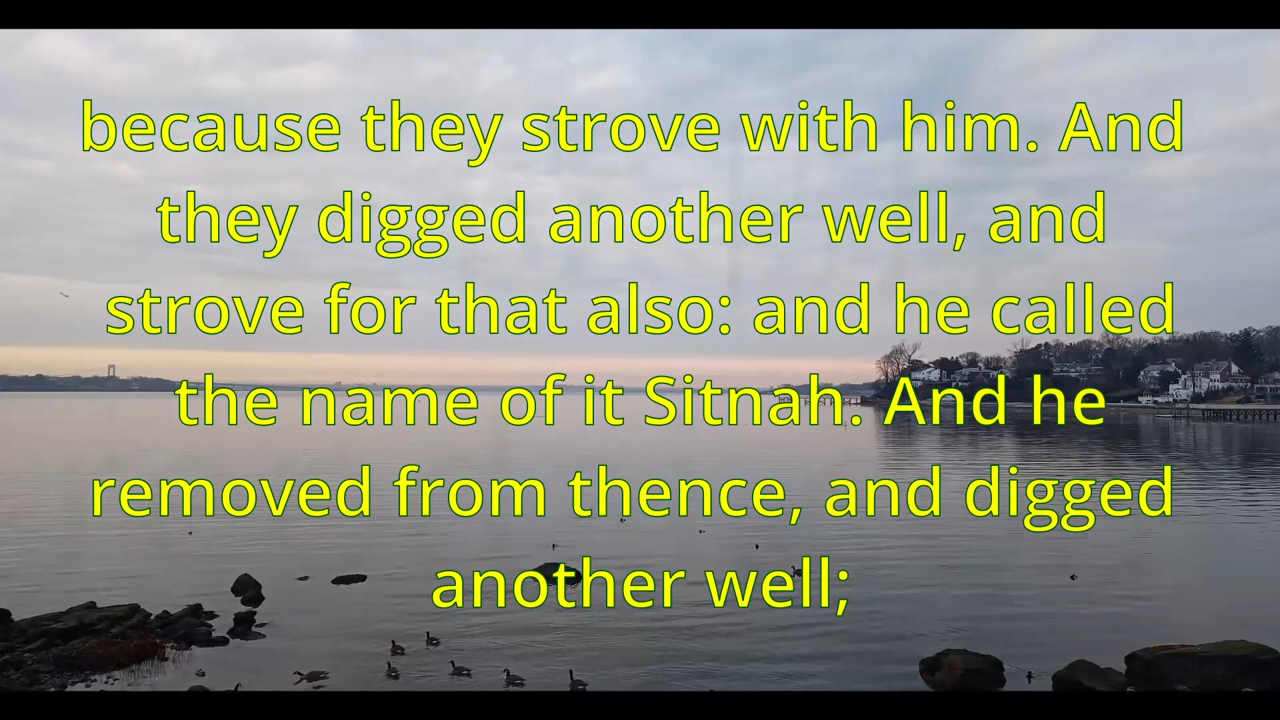 because they strove with him. And
they digged another well, and
strove for that also: and he called
the name of it Sitnah. And he
removed from thence, and digged
another well;